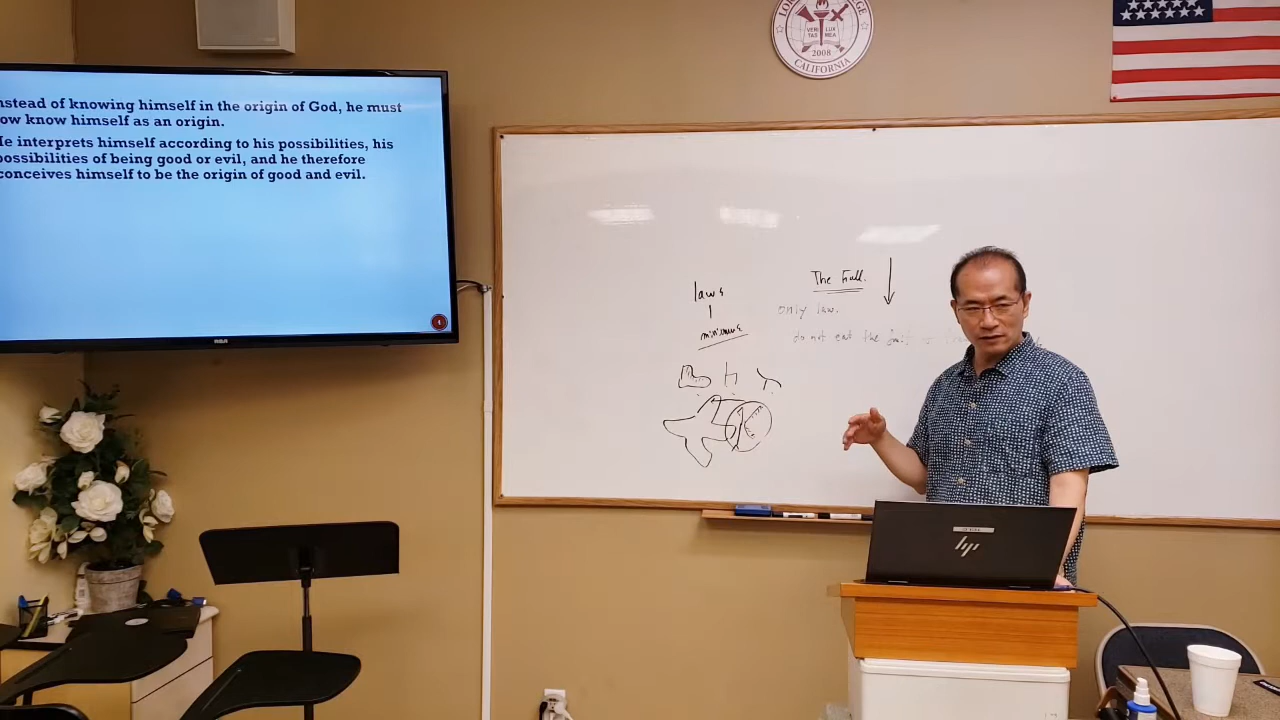 nstead of knowing himself in the origin of God, he must
ow know himself as an origin.
He interprets himself according to his possibilities, his
possibilities of being good or evil, and he therefore
conceives himself to be the origin of good and evil.
RCA
VERI LUX
TAS MEA
2008
CALIFORNIA
laws
minimus
The Fall.
only law.
do not eat the
hp